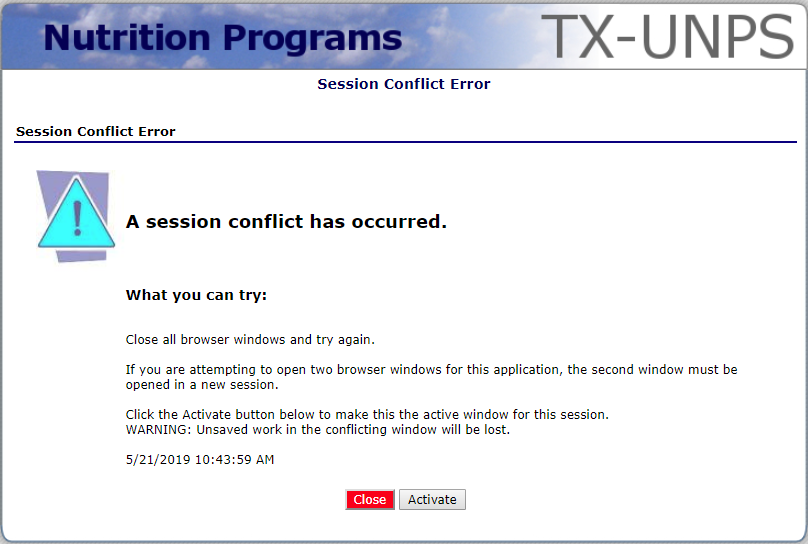 Nutrition Programs
TX-UNPS
Session Conflict Error
Session Conflict Error
!
A session conflict has occurred.
What you can try:
Close all browser windows and try again.
If you are attempting to open two browser windows for this application, the second window must be
opened in a new session.
Click the Activate button below to make this the active window for this session.
WARNING: Unsaved work in the conflicting window will be lost.
5/21/2019 10:43:59 AM
Close
Activate